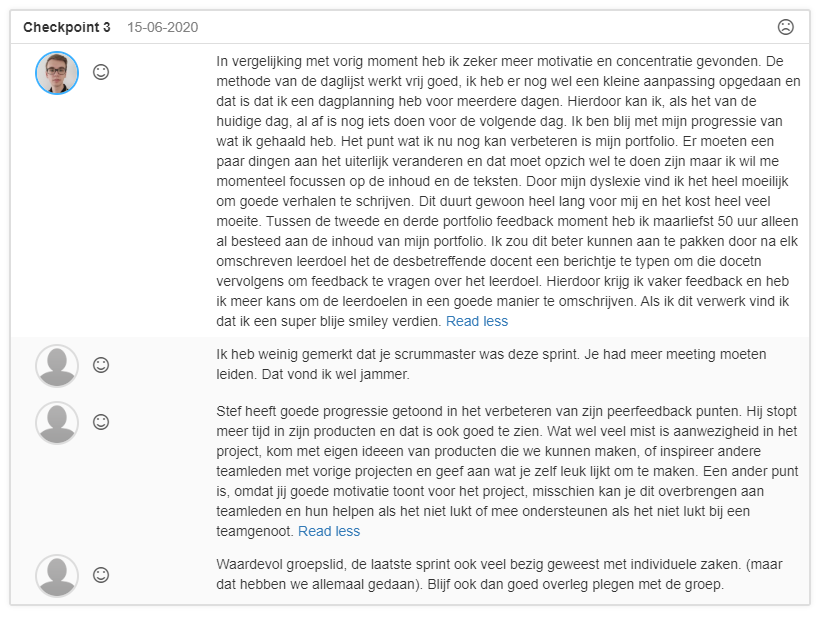 Checkpoint 3 15-06-2020
In vergelijking met vorig moment heb ik zeker meer motivatie en concentratie gevonden. De
methode van de daglijst werkt vrij goed, ik heb er nog wel een kleine aanpassing opgedaan en
dat is dat ik een dagplanning heb voor meerdere dagen. Hierdoor kan ik, als het van de
huidige dag, al af is nog iets doen voor de volgende dag. Ik ben blij met mijn progressie van
wat ik gehaald heb. Het punt wat ik nu nog kan verbeteren is mijn portfolio. Er moeten een
paar dingen aan het uiterlijk veranderen en dat moet opzich wel te doen zijn maar ik wil me
momenteel focussen op de inhoud en de teksten. Door mijn dyslexie vind ik het heel moeilijk
om goede verhalen te schrijven. Dit duurt gewoon heel lang voor mij en het kost heel veel
moeite. Tussen de tweede en derde portfolio feedback moment heb ik maarliefst 50 uur alleen
al besteed aan de inhoud van mijn portfolio. Ik zou dit beter kunnen aan te pakken door na elk
omschreven leerdoel het de desbetreffende docent een berichtje te typen om die docetn
vervolgens om feedback te vragen over het leerdoel. Hierdoor krijg ik vaker feedback en heb
ik meer kans om de leerdoelen in een goede manier te omschrijven. Als ik dit verwerk vind ik
dat ik een super blije smiley verdien. Read less
Ik heb weinig gemerkt dat je scrummaster was deze sprint. Je had meer meeting moeten
leiden. Dat vond ik wel jammer.
Stef heeft goede progressie getoond in het verbeteren van zijn peerfeedback punten. Hij stopt
meer tijd in zijn producten en dat is ook goed te zien. Wat wel veel mist is aanwezigheid in het
project, kom met eigen ideeen van producten die we kunnen maken, of inspireer andere
teamleden met vorige projecten en geef aan wat je zelf leuk lijkt om te maken. Een ander punt
is, omdat jij goede motivatie toont voor het project, misschien kan je dit overbrengen aan
teamleden en hun helpen als het niet lukt of mee ondersteunen als het niet lukt bij een
teamgenoot. Read less
Waardevol groepslid, de laatste sprint ook veel bezig geweest met individuele zaken. (maar
dat hebben we allemaal gedaan). Blijf ook dan goed overleg plegen met de groep.